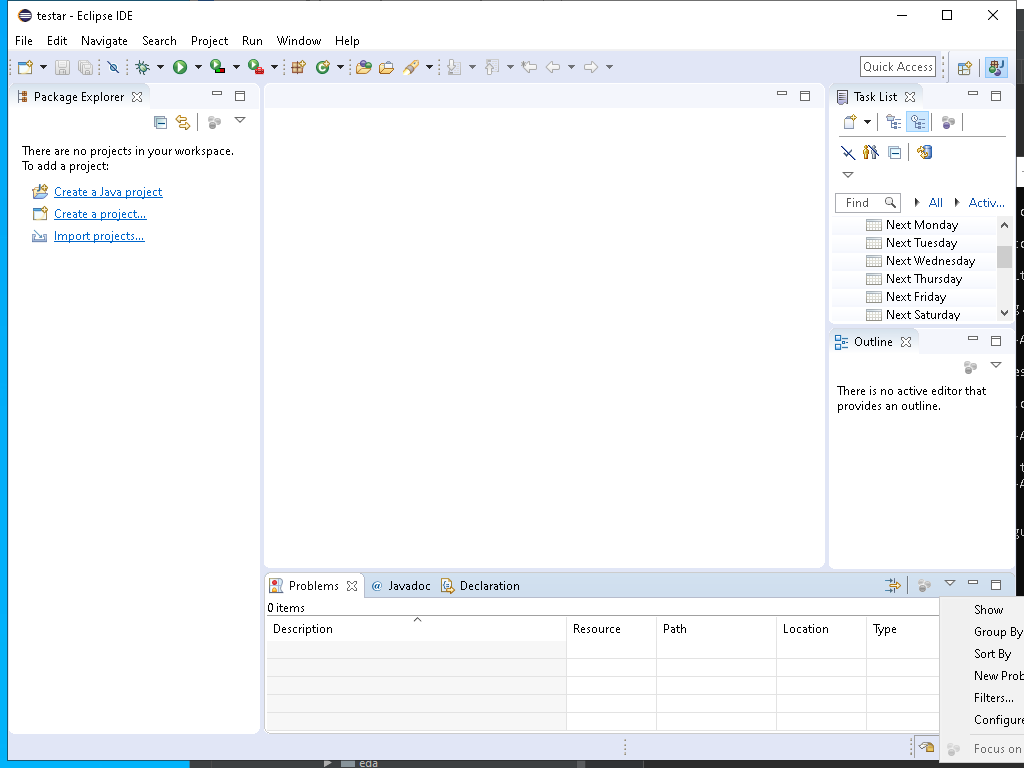 testar - Eclipse IDE
File Edit Navigate Search Project Run Window Help
Quick Access
Package Explorer
There are no projects in your workspace.
To add a project:
Create a Java project
Create a project...
Import projects...
Task List
Find All Activ...
Next Monday
Next Tuesday
Next Wednesday
Next Thursday
Next Friday
Next Saturday
Outline
There is no active editor that
provides an outline.
Problems @ Javadoc Declaration
0 items
Description Resource Path Location Type
Show
Group By
Sort By
New Prob
Filters...
Configure
Focus on
eda